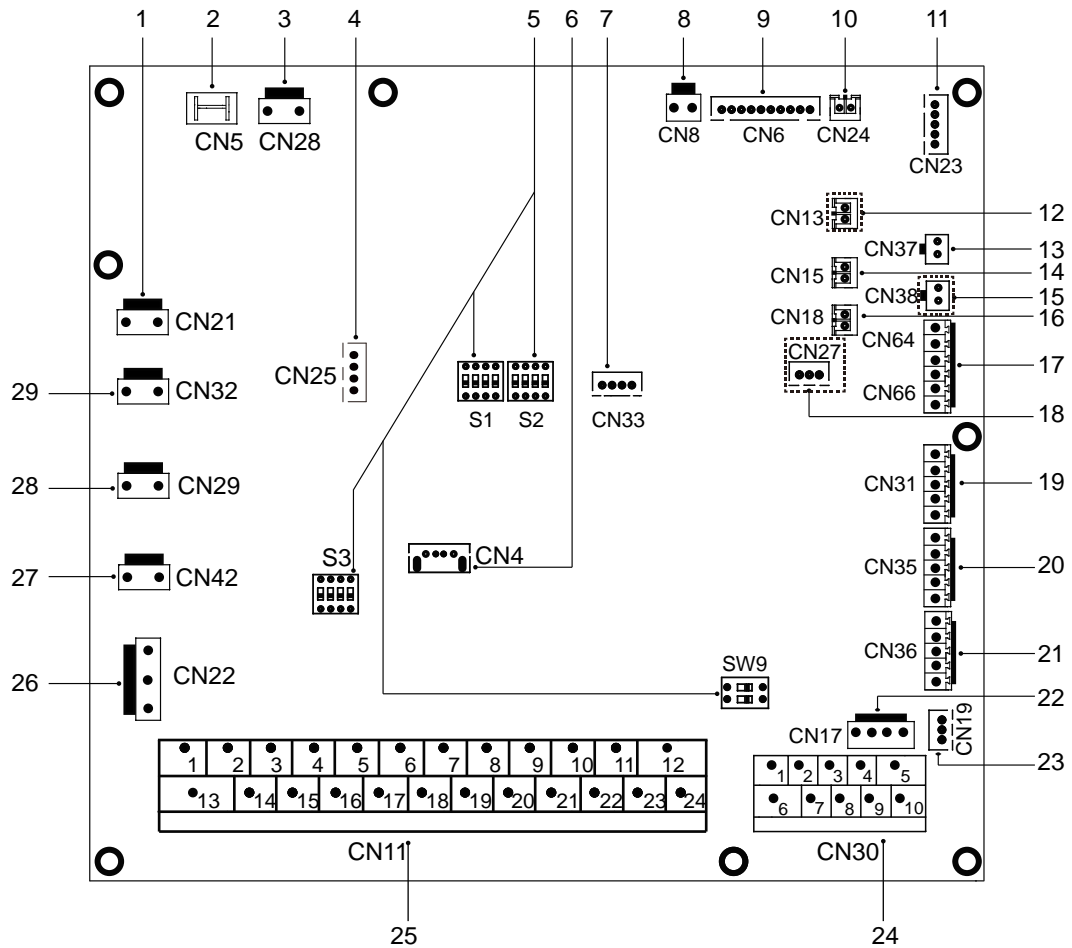 1 2 3 4 5 6 7 8 9 10 11
CN5 CN28 CN8 CN6 CN24
CN23
CN13 12
CN37 13
CN15 14
CN38 15
CN21 CN18 16
CN64
CN27 17
CN25
29 CN32 CN66
S1 S2 CN33 18
28 CN29 CN31 19
S3 CN4
27 CN42 CN35 20
CN36 21
SW9
26 CN22
22
CN17 CN19
23
1 2 3 4 5 6 7 8 9 10 11 12
1 2 3 4 5
13 14 15 16 17 18 19 20 21 22 23 24
6 7 8 9 10
CN11 CN30
25 24